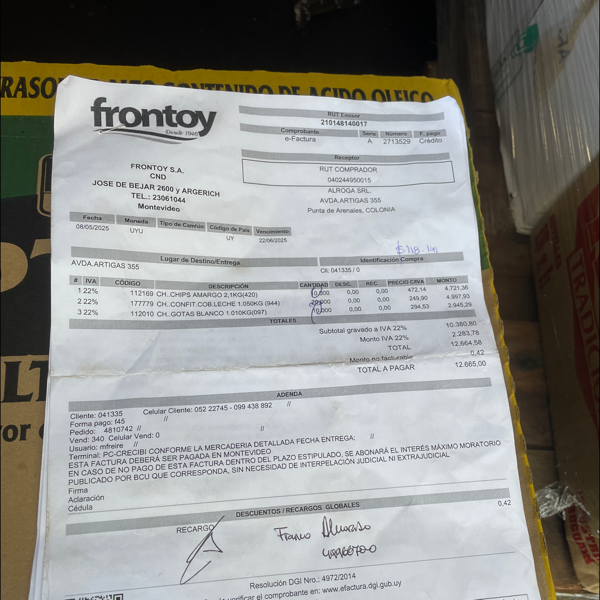 frontoy
Desde 1940
RUT Emisor
210148140017
Comprobante Serie Número F. pago
e-Factura A 2713529 Crédito
Receptor
RUT COMPRADOR
040244950015
ALROGA SRL.
AVDA.ARTIGAS 355
Punta de Arenales, COLONIA
FRONTOY S.A.
CND
JOSE DE BEJAR 2600 y ARGERICH
TEL.: 23061044
Montevideo
Fecha Moneda Tipo de Cambio Código de País Vencimiento
08/05/2025 UYU UY 22/06/2025
Lugar de Destino/Entrega Identificación Compra
AVDA.ARTIGAS 355 Cli: 041335 / 0
# IVA CÓDIGO DESCRIPCIÓN CANTIDAD DESC. REC. PRECIO C/IVA MONTO
1 22% 112169 CH.CHIPS AMARGO 2,1KG(420) 0,00 0,00 472,14 4.721,36
2 22% 177779 CH.CONFIT.COB.LECHE 1.050KG (944) 0,00 0,00 249,90 4.997,93
3 22% 112010 CH.GOTAS BLANCO 1.010KG(097) 0,00 0,00 294,53 2.945,29
TOTALES
Subtotal gravado a IVA 22% 10.380,80
Monto IVA 22% 2.283,78
TOTAL 12.664,58
Monto no facturable 0,42
TOTAL A PAGAR 12.665,00
ADENDA
Cliente: 041335 Celular Cliente: 052 22745 - 099 438 892 //
Forma pago: f45 //
Pedido: 4810742 // //
Vend: 340 Celular Vend: 0
Usuario: mfreire //
Terminal: PC-CRECIBI CONFORME LA MERCADERIA DETALLADA FECHA ENTREGA: //
ESTA FACTURA DEBERÁ SER PAGADA EN MONTEVIDEO
EN CASO DE NO PAGO DE ESTA FACTURA DENTRO DEL PLAZO ESTIPULADO, SE ABONARÁ EL INTERÉS MÁXIMO MORATORIO
PUBLICADO POR BCU QUE CORRESPONDA, SIN NECESIDAD DE INTERPELACIÓN JUDICIAL NI EXTRAJUDICIAL
Firma
Aclaración
Cédula
DESCUENTOS / RECARGOS GLOBALES
RECARGO 0,42
Franco
Resolución DGI Nro.: 4972/2014
verificar el comprobante en: www.efactura.dgi.gub.uy